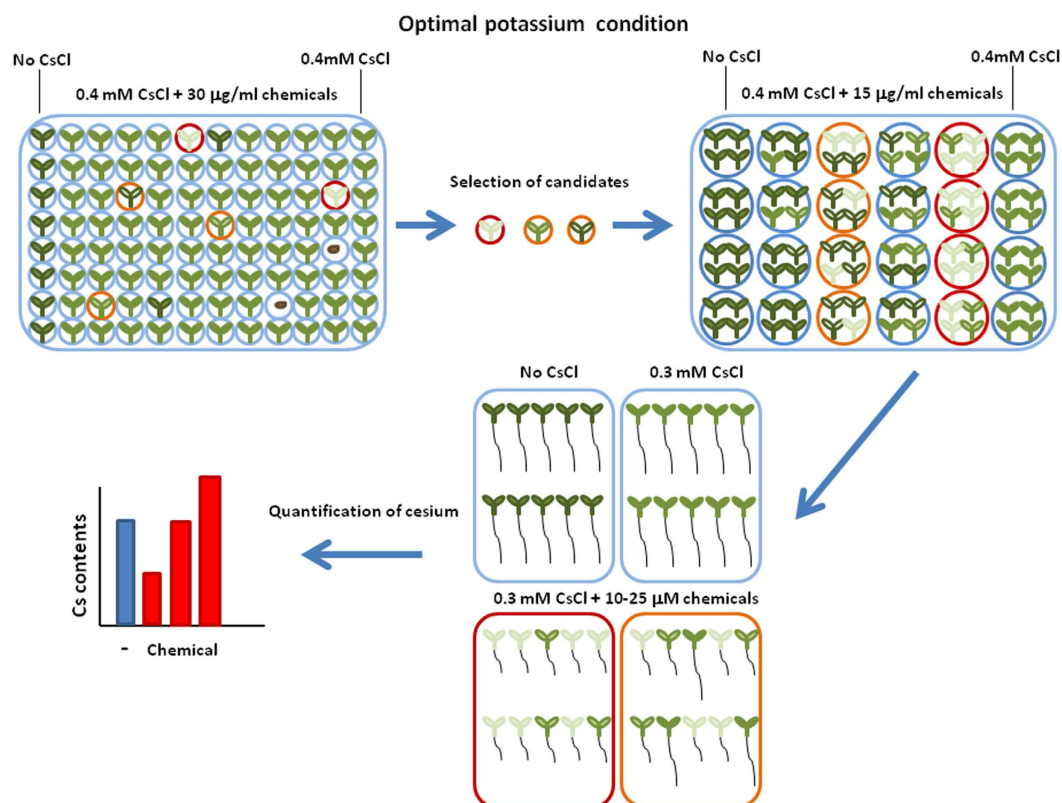 Optimal potassium condition
No CsCl
0.4mM CsCl
0.4 mM CsCl + 30 µg/ml chemicals
Selection of candidates
No CsCl
0.4mM CsCl
0.4 mM CsCl + 15 µg/ml chemicals
No CsCl
0.3 mM CsCl
Quantification of cesium
0.3 mM CsCl + 10-25 µM chemicals
Cs contents
- Chemical